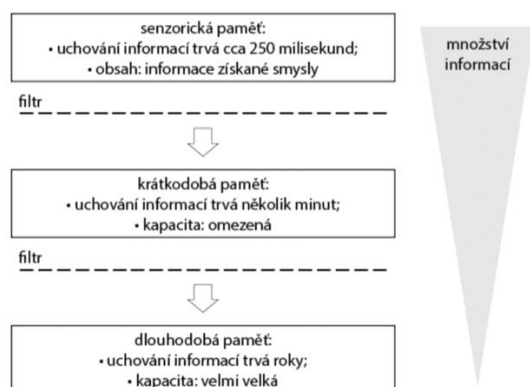 senzorická paměť:
• uchování informací trvá cca 250 milisekund;
• obsah: informace získané smysly
množství
informací
filtr
krátkodobá paměť:
• uchování informací trvá několik minut;
• kapacita: omezená
filtr
dlouhodobá paměť:
• uchování informací trvá roky;
• kapacita: velmi velká